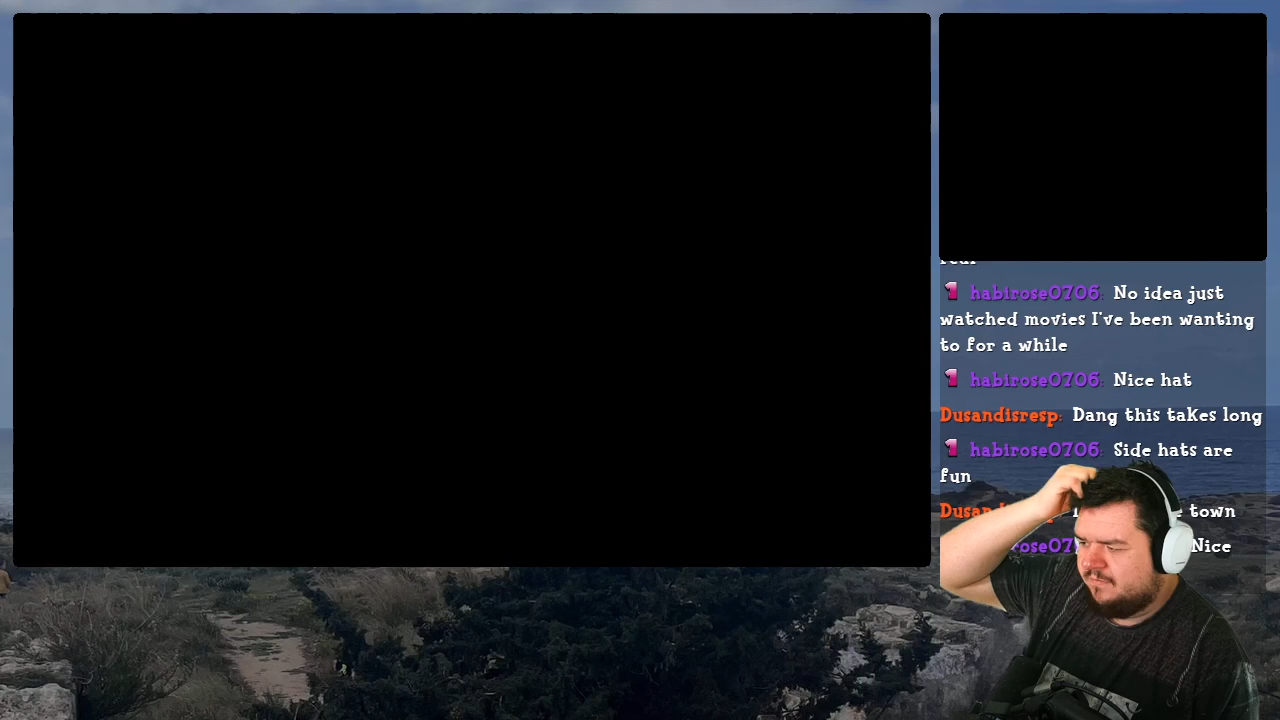 habirose0706: No idea just
watched movies I've been wanting
to for a while
habirose0706: Nice hat
Dusandisresp: Dang this takes long
habirose0706: Side hats are
fun
town
Nice